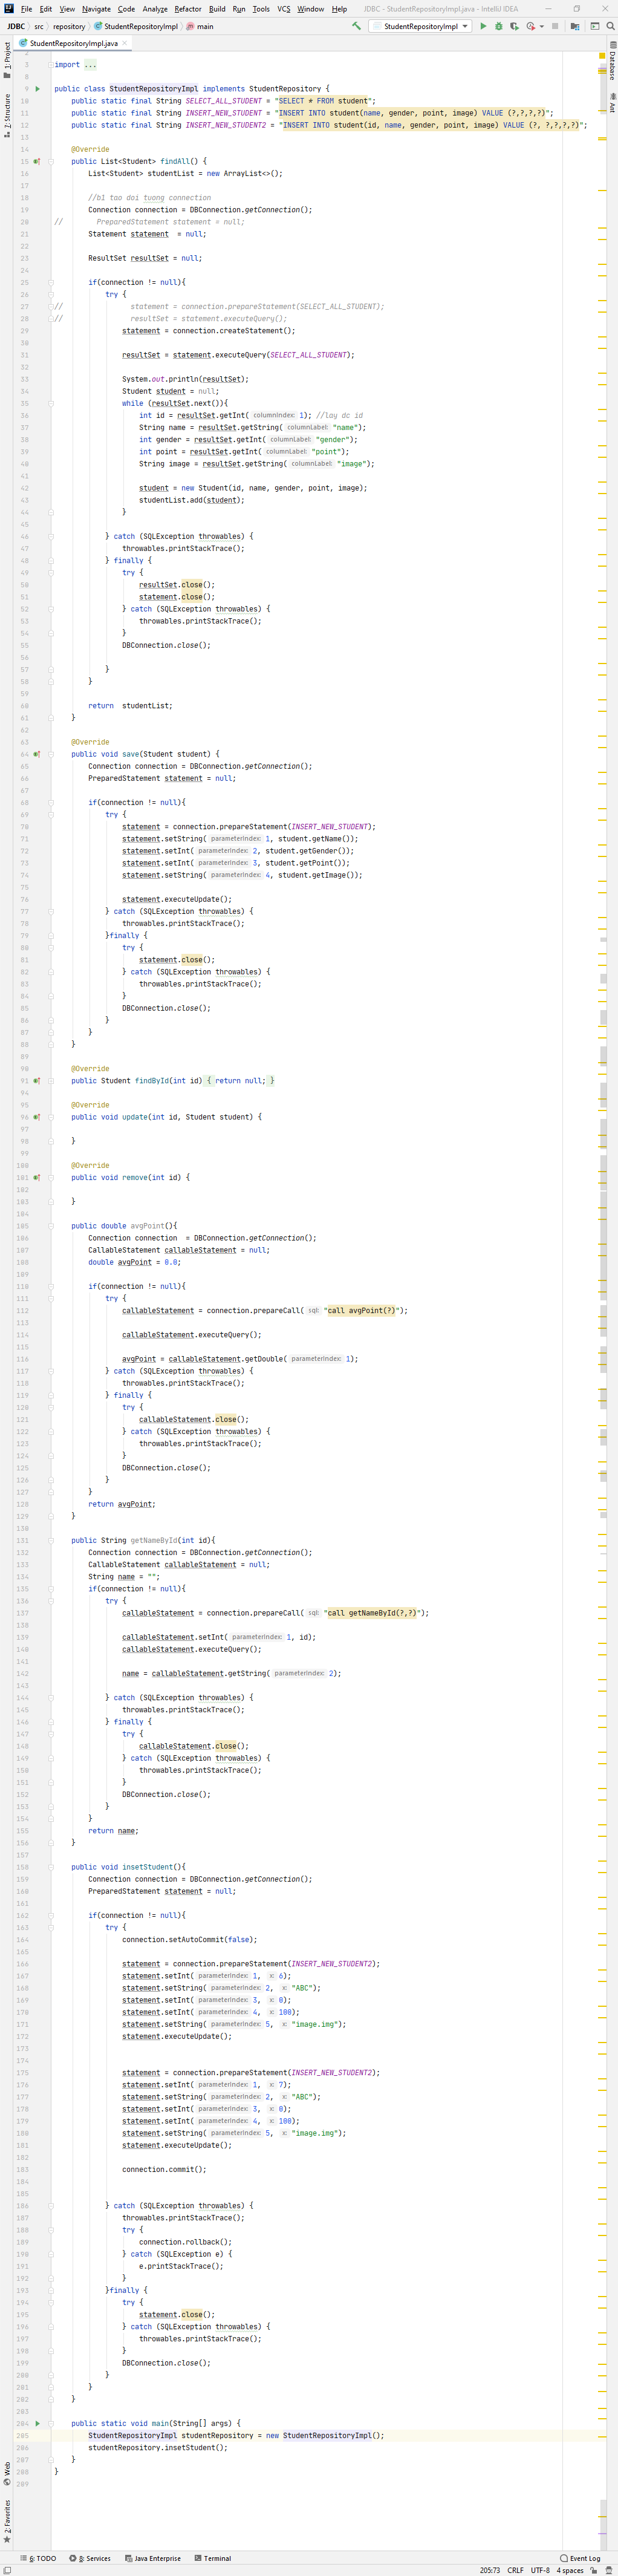 File Edit View Navigate Code Analyze Refactor Build Run Tools VCS Window Help JDBC - StudentRepositoryImpl.java - IntelliJ IDEA
JDBC src repository StudentRepositoryImpl main StudentRepositoryImpl
StudentRepositoryImpl.java
1: Project
7: Structure
Database
Ant
3 import ...
8
9 public class StudentRepositoryImpl implements StudentRepository {
10 public static final String SELECT_ALL_STUDENT = "SELECT * FROM student";
11 public static final String INSERT_NEW_STUDENT = "INSERT INTO student(name, gender, point, image) VALUE (?,?,?,?)";
12 public static final String INSERT_NEW_STUDENT2 = "INSERT INTO student(id, name, gender, point, image) VALUE (?, ?,?,?,?)";
13
14 @Override
15 public List<Student> findAll() {
16 List<Student> studentList = new ArrayList<>();
17
18 //b1 tao doi tuong connection
19 Connection connection = DBConnection.getConnection();
20 // PreparedStatement statement = null;
21 Statement statement = null;
22
23 ResultSet resultSet = null;
24
25 if(connection != null){
26 try {
27 // statement = connection.prepareStatement(SELECT_ALL_STUDENT);
28 // resultSet = statement.executeQuery();
29 statement = connection.createStatement();
30
31 resultSet = statement.executeQuery(SELECT_ALL_STUDENT);
32
33 System.out.println(resultSet);
34 Student student = null;
35 while (resultSet.next()){
36 int id = resultSet.getInt( columnIndex: 1); //lay dc id
37 String name = resultSet.getString( columnLabel: "name");
38 int gender = resultSet.getInt( columnLabel: "gender");
39 int point = resultSet.getInt( columnLabel: "point");
40 String image = resultSet.getString( columnLabel: "image");
41
42 student = new Student(id, name, gender, point, image);
43 studentList.add(student);
44 }
45
46 } catch (SQLException throwables) {
47 throwables.printStackTrace();
48 } finally {
49 try {
50 resultSet.close();
51 statement.close();
52 } catch (SQLException throwables) {
53 throwables.printStackTrace();
54 }
55 DBConnection.close();
56
57 }
58 }
59
60 return studentList;
61 }
62
63 @Override
64 public void save(Student student) {
65 Connection connection = DBConnection.getConnection();
66 PreparedStatement statement = null;
67
68 if(connection != null){
69 try {
70 statement = connection.prepareStatement(INSERT_NEW_STUDENT);
71 statement.setString( parameterIndex: 1, student.getName());
72 statement.setInt( parameterIndex: 2, student.getGender());
73 statement.setInt( parameterIndex: 3, student.getPoint());
74 statement.setString( parameterIndex: 4, student.getImage());
75
76 statement.executeUpdate();
77 } catch (SQLException throwables) {
78 throwables.printStackTrace();
79 }finally {
80 try {
81 statement.close();
82 } catch (SQLException throwables) {
83 throwables.printStackTrace();
84 }
85 DBConnection.close();
86 }
87 }
88 }
89
90 @Override
91 public Student findById(int id) { return null; }
94
95 @Override
96 public void update(int id, Student student) {
97
98 }
99
100 @Override
101 public void remove(int id) {
102
103 }
104
105 public double avgPoint(){
106 Connection connection = DBConnection.getConnection();
107 CallableStatement callableStatement = null;
108 double avgPoint = 0.0;
109
110 if(connection != null){
111 try {
112 callableStatement = connection.prepareCall( sql: "call avgPoint(?)");
113
114 callableStatement.executeQuery();
115
116 avgPoint = callableStatement.getDouble( parameterIndex: 1);
117 } catch (SQLException throwables) {
118 throwables.printStackTrace();
119 } finally {
120 try {
121 callableStatement.close();
122 } catch (SQLException throwables) {
123 throwables.printStackTrace();
124 }
125 DBConnection.close();
126 }
127 }
128 return avgPoint;
129 }
130
131 public String getNameById(int id){
132 Connection connection = DBConnection.getConnection();
133 CallableStatement callableStatement = null;
134 String name = "";
135 if(connection != null){
136 try {
137 callableStatement = connection.prepareCall( sql: "call getNameById(?,?)");
138
139 callableStatement.setInt( parameterIndex: 1, id);
140 callableStatement.executeQuery();
141
142 name = callableStatement.getString( parameterIndex: 2);
143
144 } catch (SQLException throwables) {
145 throwables.printStackTrace();
146 } finally {
147 try {
148 callableStatement.close();
149 } catch (SQLException throwables) {
150 throwables.printStackTrace();
151 }
152 DBConnection.close();
153 }
154 }
155 return name;
156 }
157
158 public void insetStudent(){
159 Connection connection = DBConnection.getConnection();
160 PreparedStatement statement = null;
161
162 if(connection != null){
163 try {
164 connection.setAutoCommit(false);
165
166 statement = connection.prepareStatement(INSERT_NEW_STUDENT2);
167 statement.setInt( parameterIndex: 1, x: 6);
168 statement.setString( parameterIndex: 2, x: "ABC");
169 statement.setInt( parameterIndex: 3, x: 0);
170 statement.setInt( parameterIndex: 4, x: 100);
171 statement.setString( parameterIndex: 5, x: "image.img");
172 statement.executeUpdate();
173
174
175 statement = connection.prepareStatement(INSERT_NEW_STUDENT2);
176 statement.setInt( parameterIndex: 1, x: 7);
177 statement.setString( parameterIndex: 2, x: "ABC");
178 statement.setInt( parameterIndex: 3, x: 0);
179 statement.setInt( parameterIndex: 4, x: 100);
180 statement.setString( parameterIndex: 5, x: "image.img");
181 statement.executeUpdate();
182
183 connection.commit();
184
185
186 } catch (SQLException throwables) {
187 throwables.printStackTrace();
188 try {
189 connection.rollback();
190 } catch (SQLException e) {
191 e.printStackTrace();
192 }
193 }finally {
194 try {
195 statement.close();
196 } catch (SQLException throwables) {
197 throwables.printStackTrace();
198 }
199 DBConnection.close();
200 }
201 }
202 }
203
204 public static void main(String[] args) {
205 StudentRepositoryImpl studentRepository = new StudentRepositoryImpl();
206 studentRepository.insetStudent();
207 }
208 }
209
Web
2: Favorites
6: TODO 8: Services Java Enterprise Terminal Event Log
205:73 CRLF UTF-8 4 spaces